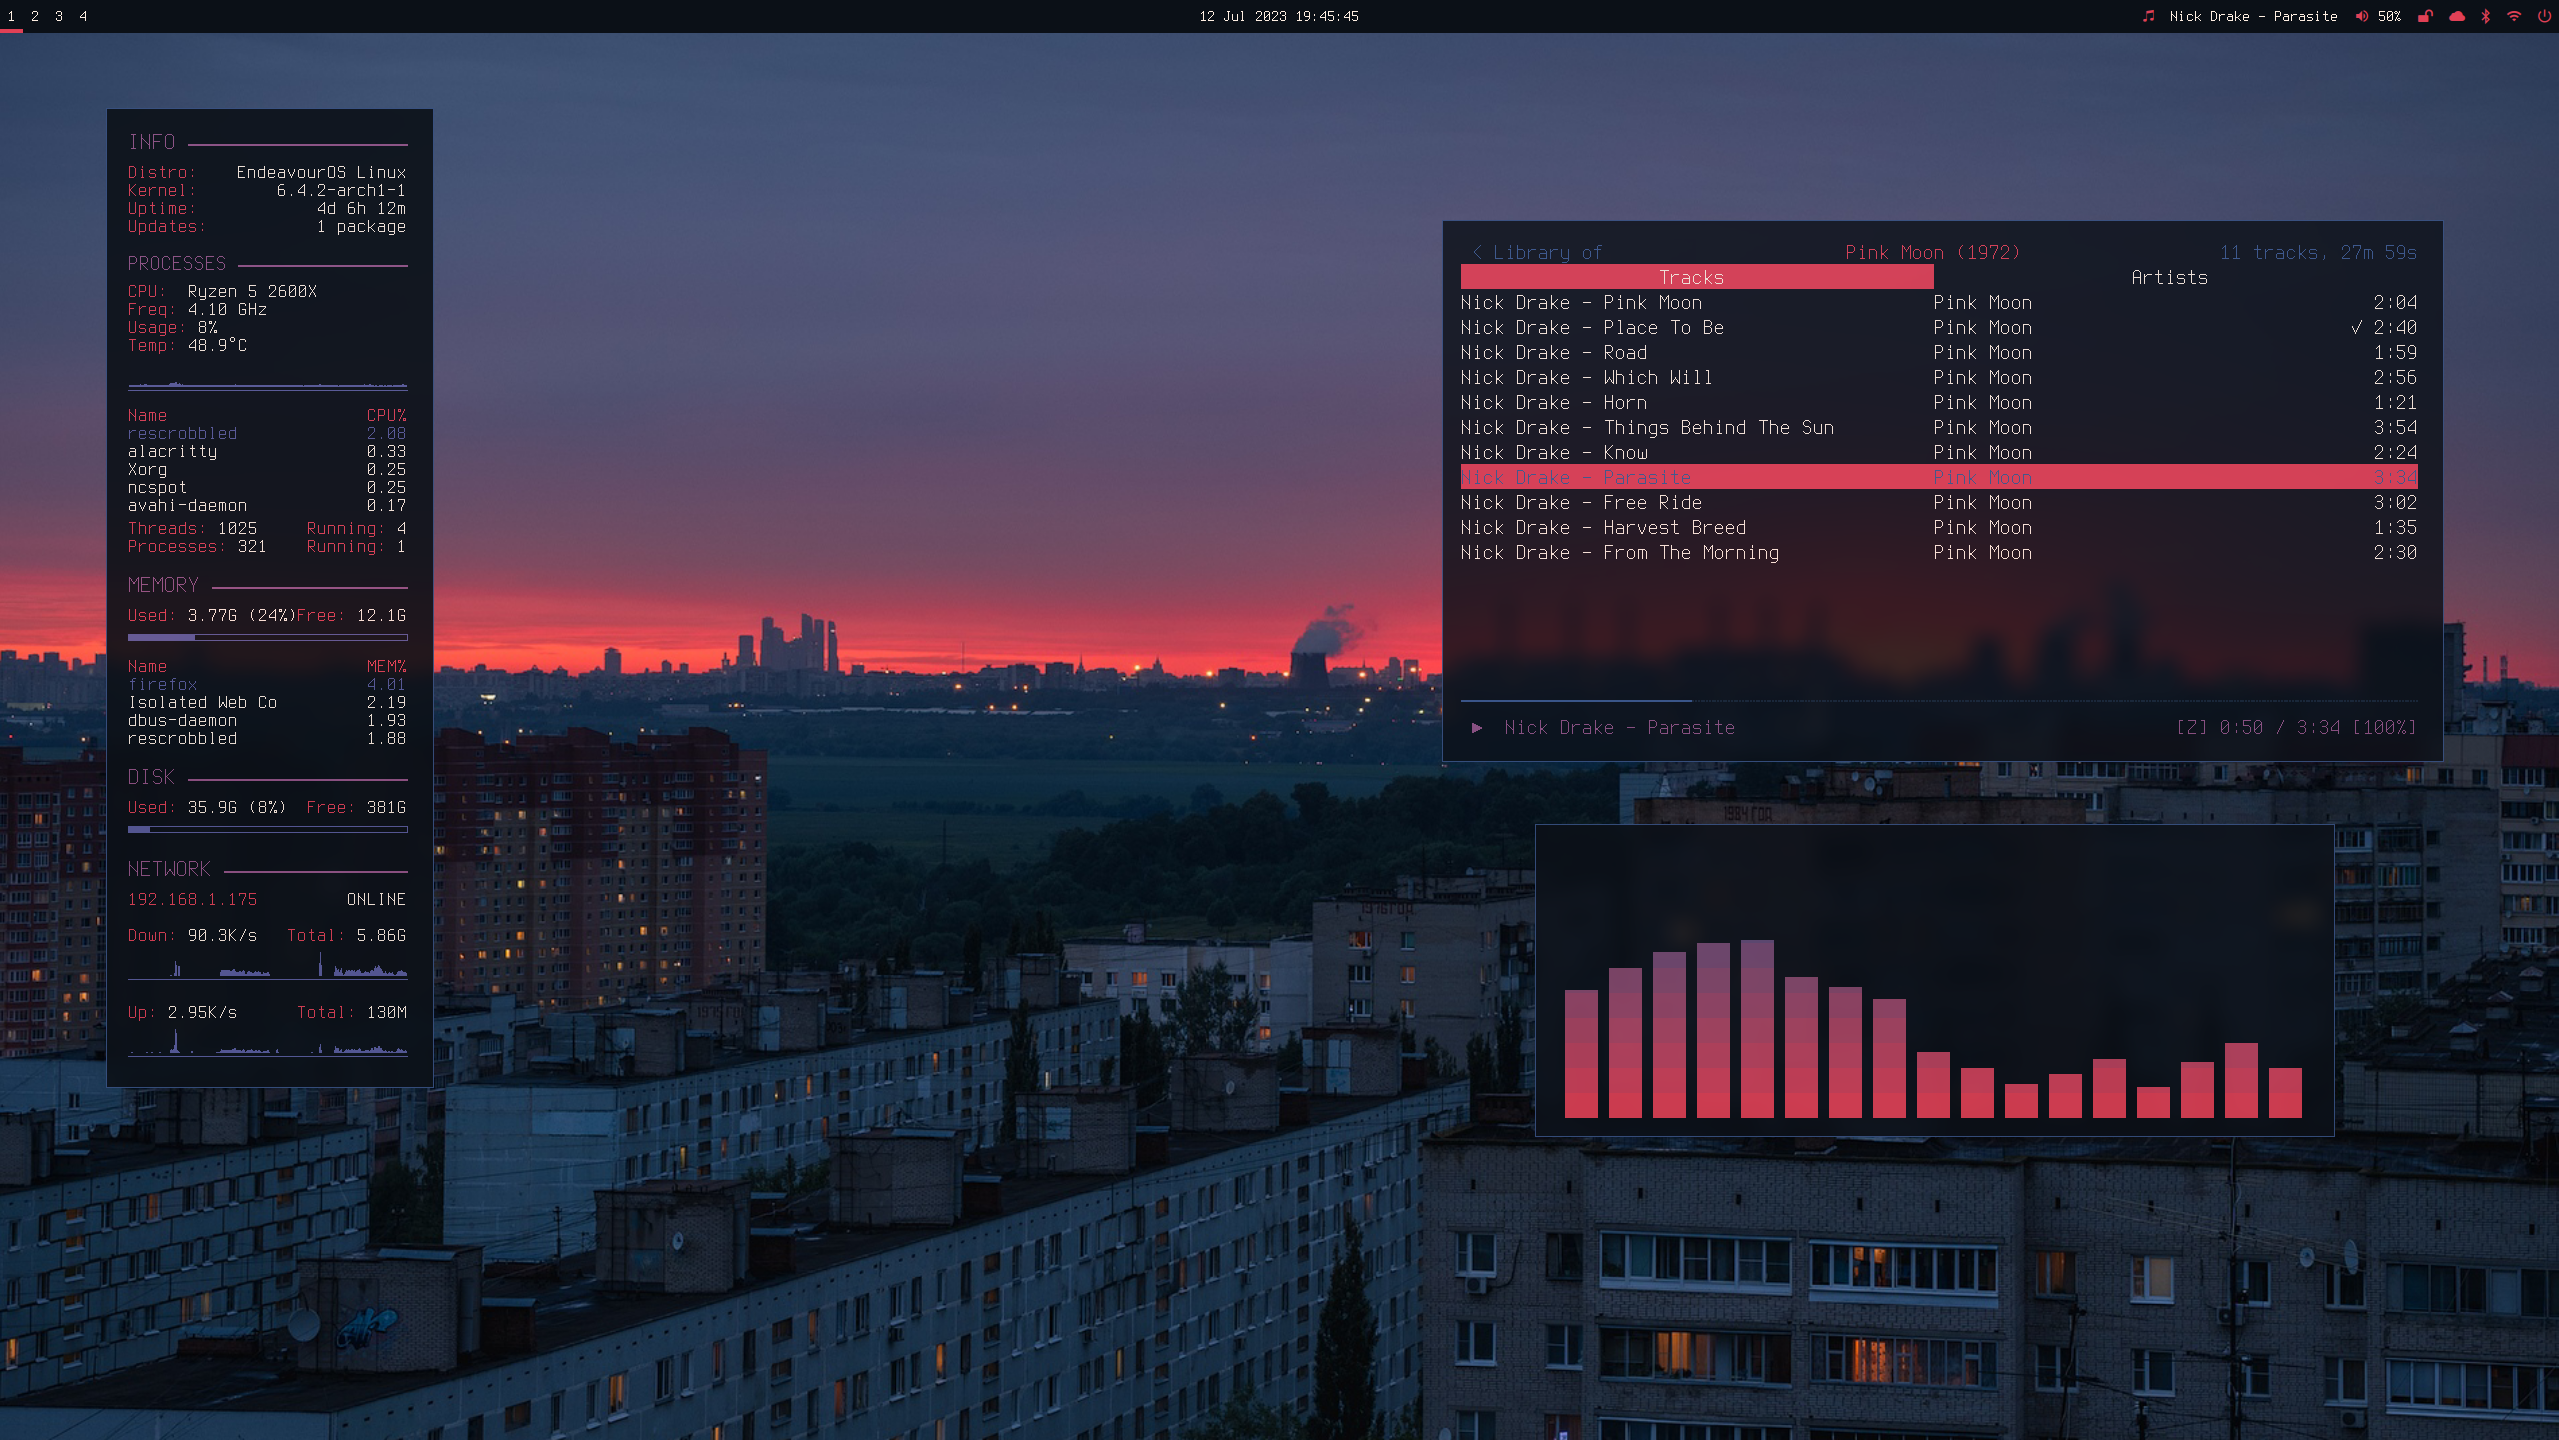 1 2 3 4
12 Jul 2023 19:45:45
Nick Drake - Parasite 50%
INFO
Distro: EndeavourOS Linux
Kernel: 6.4.2-arch1-1
Uptime: 4d 6h 12m
Updates: 1 package
PROCESSES
CPU: Ryzen 5 2600X
Freq: 4.10 GHz
Usage: 8%
Temp: 48.9°C
Name CPU%
rescrobbled 2.08
alacritty 0.33
Xorg 0.25
ncspot 0.25
avahi-daemon 0.17
Threads: 1025 Running: 4
Processes: 321 Running: 1
MEMORY
Used: 3.77G (24%)Free: 12.1G
Name MEM%
firefox 4.01
Isolated Web Co 2.19
dbus-daemon 1.93
rescrobbled 1.88
DISK
Used: 35.9G (8%) Free: 381G
NETWORK
192.168.1.175 ONLINE
Down: 90.3K/s Total: 5.86G
Up: 2.95K/s Total: 130M
< Library of Pink Moon (1972) 11 tracks, 27m 59s
Tracks Artists
Nick Drake - Pink Moon Pink Moon 2:04
Nick Drake - Place To Be Pink Moon ✓ 2:40
Nick Drake - Road Pink Moon 1:59
Nick Drake - Which Will Pink Moon 2:56
Nick Drake - Horn Pink Moon 1:21
Nick Drake - Things Behind The Sun Pink Moon 3:54
Nick Drake - Know Pink Moon 2:24
Nick Drake - Parasite Pink Moon 3:34
Nick Drake - Free Ride Pink Moon 3:02
Nick Drake - Harvest Breed Pink Moon 1:35
Nick Drake - From The Morning Pink Moon 2:30
▶ Nick Drake - Parasite [Z] 0:50 / 3:34 [100%]
1984 ГОД